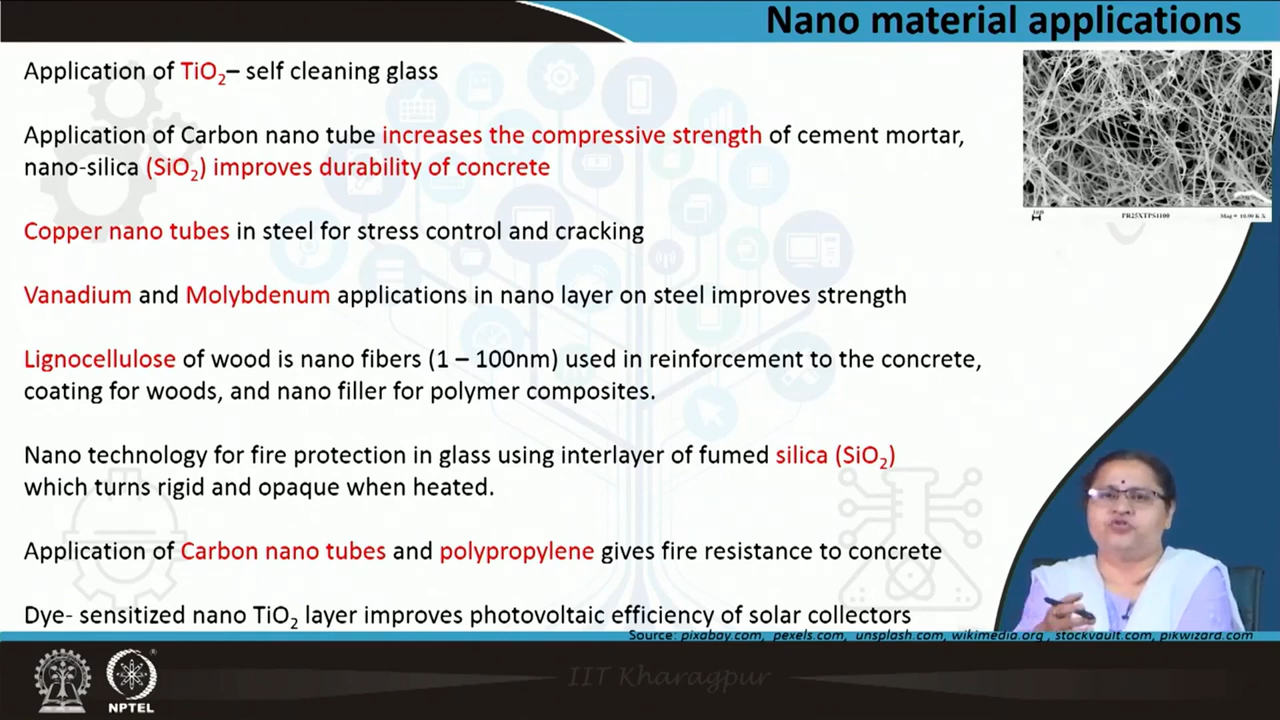 Nano material applications
Application of TiO₂– self cleaning glass
Application of Carbon nano tube increases the compressive strength of cement mortar,
nano-silica (SiO₂) improves durability of concrete
Copper nano tubes in steel for stress control and cracking
Vanadium and Molybdenum applications in nano layer on steel improves strength
Lignocellulose of wood is nano fibers (1 – 100nm) used in reinforcement to the concrete,
coating for woods, and nano filler for polymer composites.
Nano technology for fire protection in glass using interlayer of fumed silica (SiO₂)
which turns rigid and opaque when heated.
Application of Carbon nano tubes and polypropylene gives fire resistance to concrete
Dye- sensitized nano TiO₂ layer improves photovoltaic efficiency of solar collectors
Source: pixabay.com, pexels.com, unsplash.com, wikimedia.org , stockvault.com, pikwizard.com
IIT Kharagpur
NPTEL